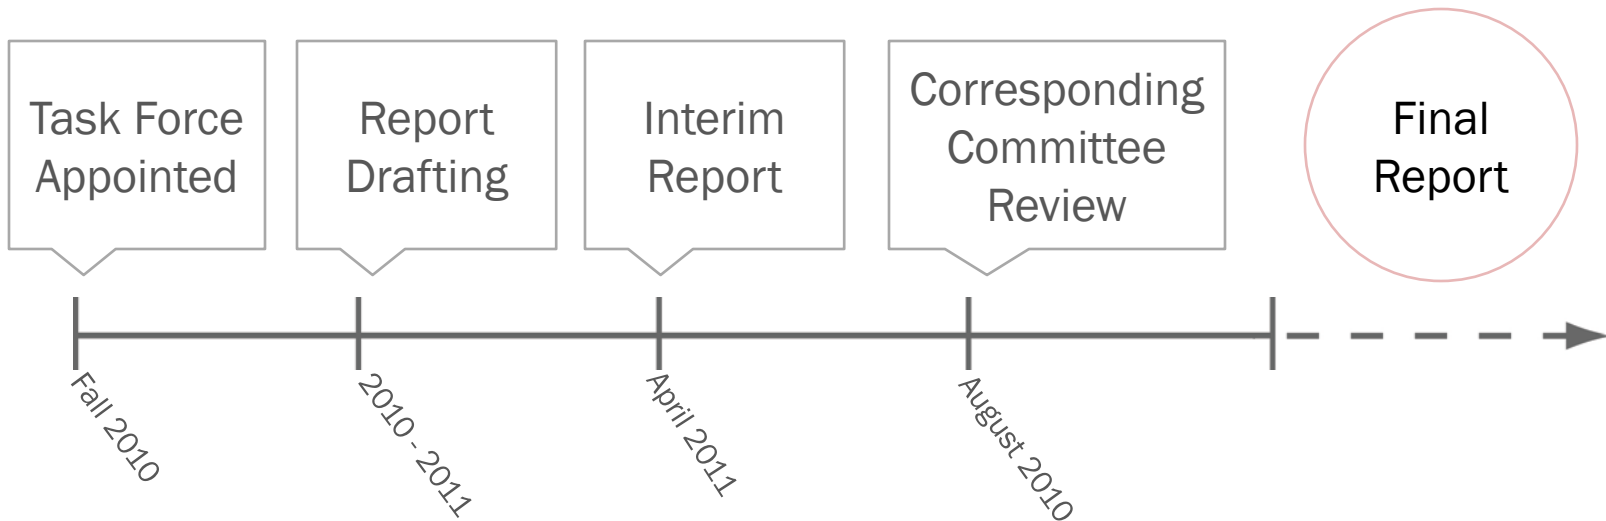 Task Force
Appointed
Report
Drafting
Interim
Report
Corresponding
Committee
Review
Final
Report
Fall 2010
2010 - 2011
April 2011
August 2010